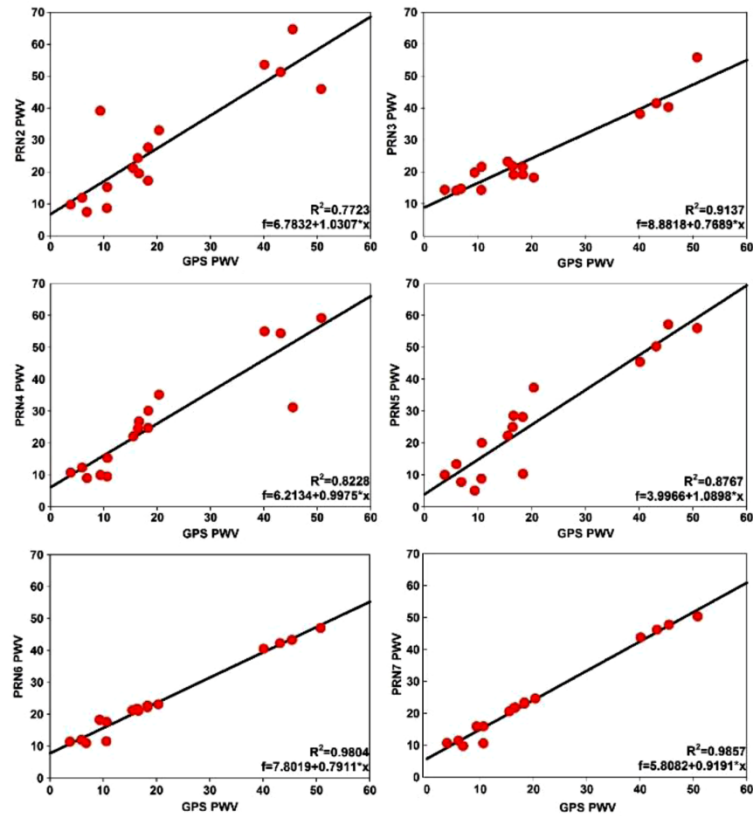 70
60
50
40
30
20
10
0
PRN2 PWV
R²=0.7723
f=6.7832+1.0307*x
0 10 20 30 40 50 60
GPS PWV
70
60
50
40
30
20
10
0
PRN3 PWV
R²=0.9137
f=8.8818+0.7689*x
0 10 20 30 40 50 60
GPS PWV
70
60
50
40
30
20
10
0
PRN4 PWV
R²=0.8228
f=6.2134+0.9975*x
0 10 20 30 40 50 60
GPS PWV
70
60
50
40
30
20
10
0
PRN5 PWV
R²=0.8767
f=3.9966+1.0898*x
0 10 20 30 40 50 60
GPS PWV
70
60
50
40
30
20
10
0
PRN6 PWV
R²=0.9804
f=7.8019+0.7911*x
0 10 20 30 40 50 60
GPS PWV
70
60
50
40
30
20
10
0
PRN7 PWV
R²=0.9857
f=5.8082+0.9191*x
0 10 20 30 40 50 60
GPS PWV